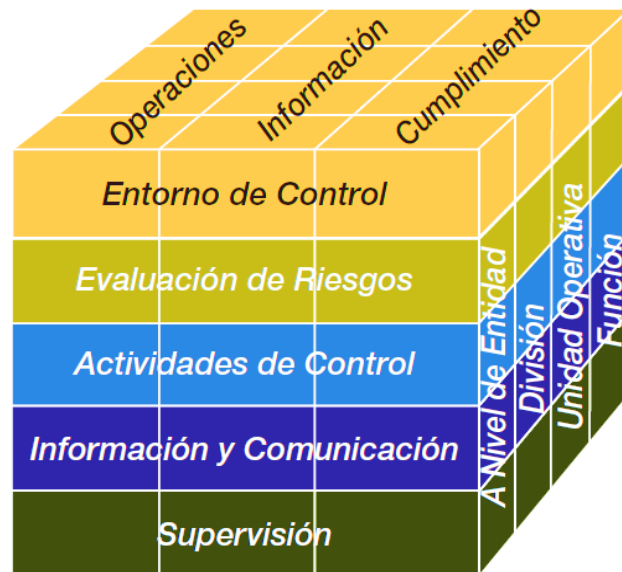 Operaciones
Información
Cumplimiento
Entorno de Control
Evaluación de Riesgos
Actividades de Control
Información y Comunicación
Supervisión
A Nivel de Entidad
División
Unidad Operativa
Función